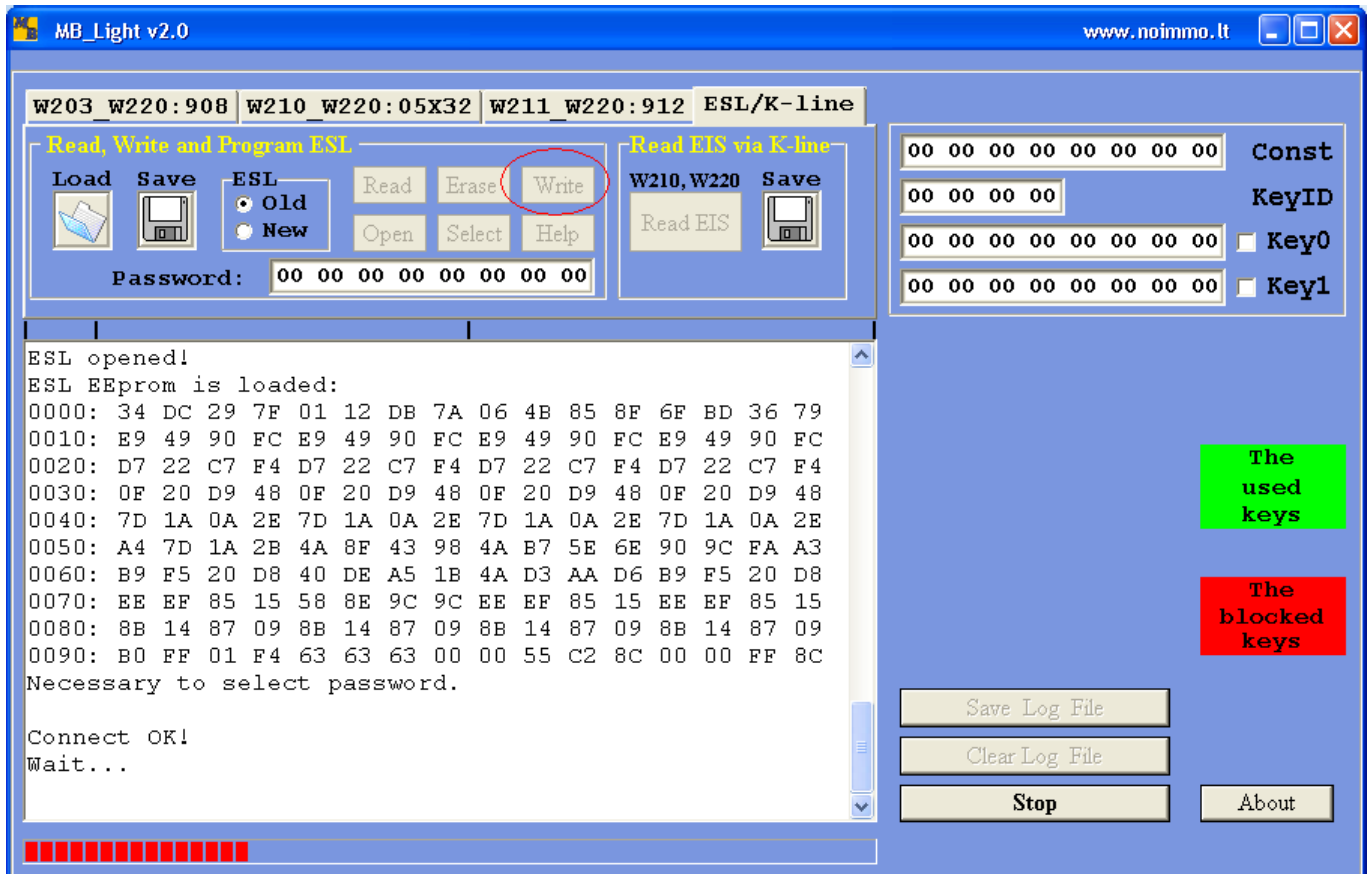 MB_Light v2.0 www.noimmo.lt
W203_W220:908 W210_W220:05X32 W211_W220:912 ESL/K-line
Read, Write and Program ESL
Load Save ESL
Old
New
Read Erase Write
Open Select Help
Password: 00 00 00 00 00 00 00 00
Read EIS via K-line
W210, W220 Save
Read EIS
00 00 00 00 00 00 00 00 Const
00 00 00 00 KeyID
00 00 00 00 00 00 00 00 Key0
00 00 00 00 00 00 00 00 Key1
ESL opened!
ESL EEprom is loaded:
0000: 34 DC 29 7F 01 12 DB 7A 06 4B 85 8F 6F BD 36 79
0010: E9 49 90 FC E9 49 90 FC E9 49 90 FC E9 49 90 FC
0020: D7 22 C7 F4 D7 22 C7 F4 D7 22 C7 F4 D7 22 C7 F4
0030: 0F 20 D9 48 0F 20 D9 48 0F 20 D9 48 0F 20 D9 48
0040: 7D 1A 0A 2E 7D 1A 0A 2E 7D 1A 0A 2E 7D 1A 0A 2E
0050: A4 7D 1A 2B 4A 8F 43 98 4A B7 5E 6E 90 9C FA A3
0060: B9 F5 20 D8 40 DE A5 1B 4A D3 AA D6 B9 F5 20 D8
0070: EE EF 85 15 58 8E 9C 9C EE EF 85 15 EE EF 85 15
0080: 8B 14 87 09 8B 14 87 09 8B 14 87 09 8B 14 87 09
0090: B0 FF 01 F4 63 63 63 00 00 55 C2 8C 00 00 FF 8C
Necessary to select password.
Connect OK!
Wait...
The
used
keys
The
blocked
keys
Save Log File
Clear Log File
Stop
About